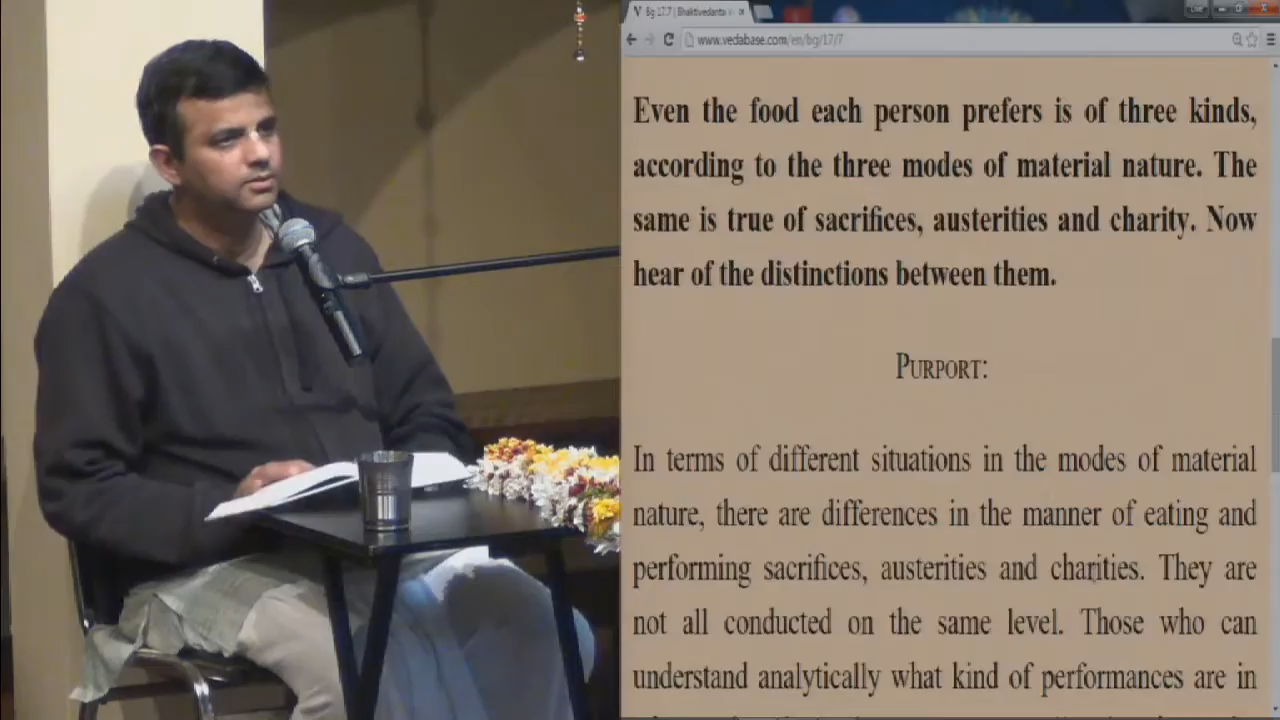 Bg 17.7 | Bhaktivedanta V
www.vedabase.com/en/bg/17/7
Even the food each person prefers is of three kinds,
according to the three modes of material nature. The
same is true of sacrifices, austerities and charity. Now
hear of the distinctions between them.
PURPORT:
In terms of different situations in the modes of material
nature, there are differences in the manner of eating and
performing sacrifices, austerities and charities. They are
not all conducted on the same level. Those who can
understand analytically what kind of performances are in